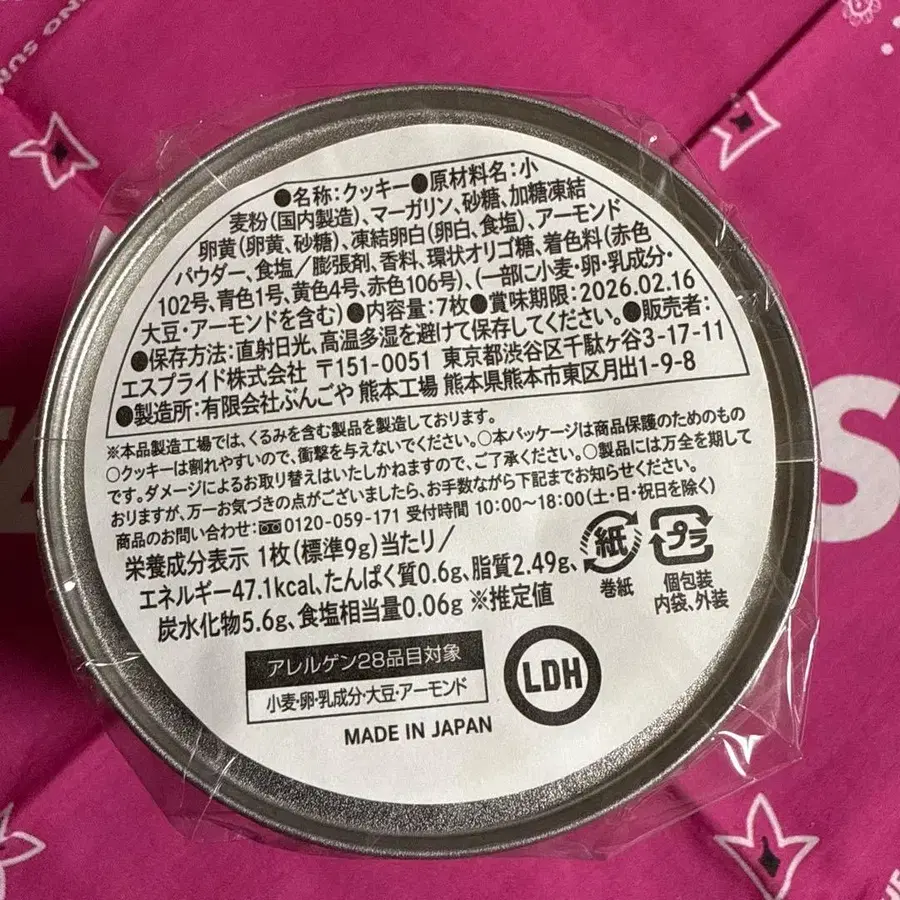 ●名称:クッキー●原材料名:小
麦粉(国内製造)、マーガリン、砂糖、加糖凍結
卵黄(卵黄、砂糖)、凍結卵白(卵白、食塩)、アーモンド
パウダー、食塩/膨張剤、香料、環状オリゴ糖、着色料(赤色
102号、青色1号、黄色4号、赤色106号)、(一部に小麦・卵・乳成分・
大豆・アーモンドを含む)●内容量:7枚●賞味期限:2026.02.16
●保存方法:直射日光、高温多湿を避けて保存してください。●販売者:
エスプライド株式会社 〒151-0051 東京都渋谷区千駄ヶ谷3-17-11
●製造所:有限会社ぶんごや 熊本工場 熊本県熊本市東区月出1-9-8
※本品製造工場では、くるみを含む製品を製造しております。
○クッキーは割れやすいので、衝撃を与えないでください。○本パッケージは商品保護のためのもの
です。ダメージによるお取り替えはいたしかねますので、ご了承ください。○製品には万全を期して
おりますが、万一お気づきの点がございましたら、お手数ながら下記までお知らせください。
商品のお問い合わせ:0120-059-171 受付時間 10:00〜18:00(土・日・祝日を除く)
栄養成分表示 1枚(標準9g)当たり/
エネルギー47.1kcal、たんぱく質0.6g、脂質2.49g、
炭水化物5.6g、食塩相当量0.06g ※推定値
紙
巻紙
プラ
個包装
内袋、外装
アレルゲン28品目対象
小麦・卵・乳成分・大豆・アーモンド
LDH
MADE IN JAPAN